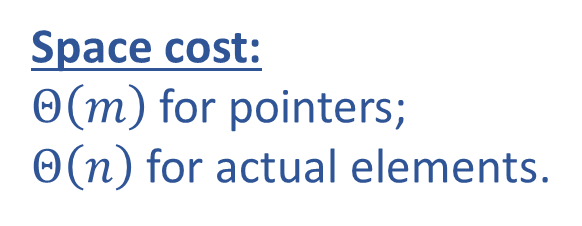 Space cost:
Θ(m) for pointers;
Θ(n) for actual elements.